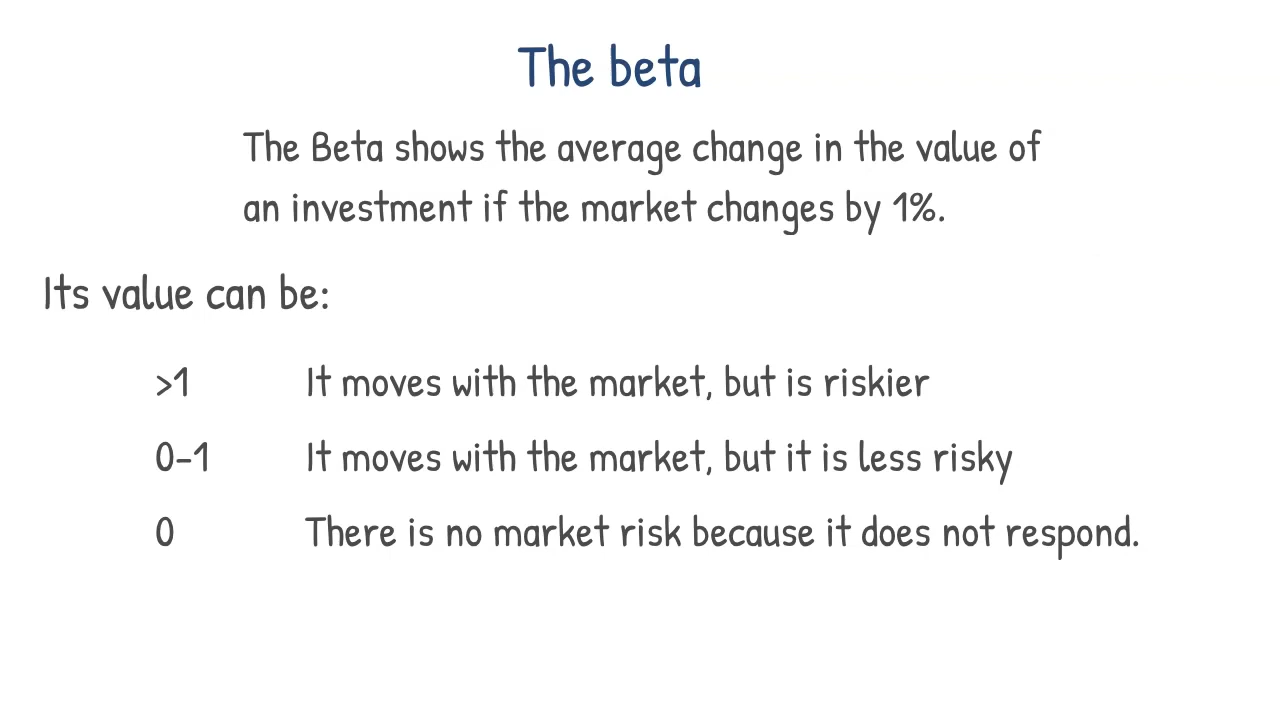 The beta
The Beta shows the average change in the value of
an investment if the market changes by 1%.
Its value can be:
>1 It moves with the market, but is riskier
0-1 It moves with the market, but it is less risky
0 There is no market risk because it does not respond.